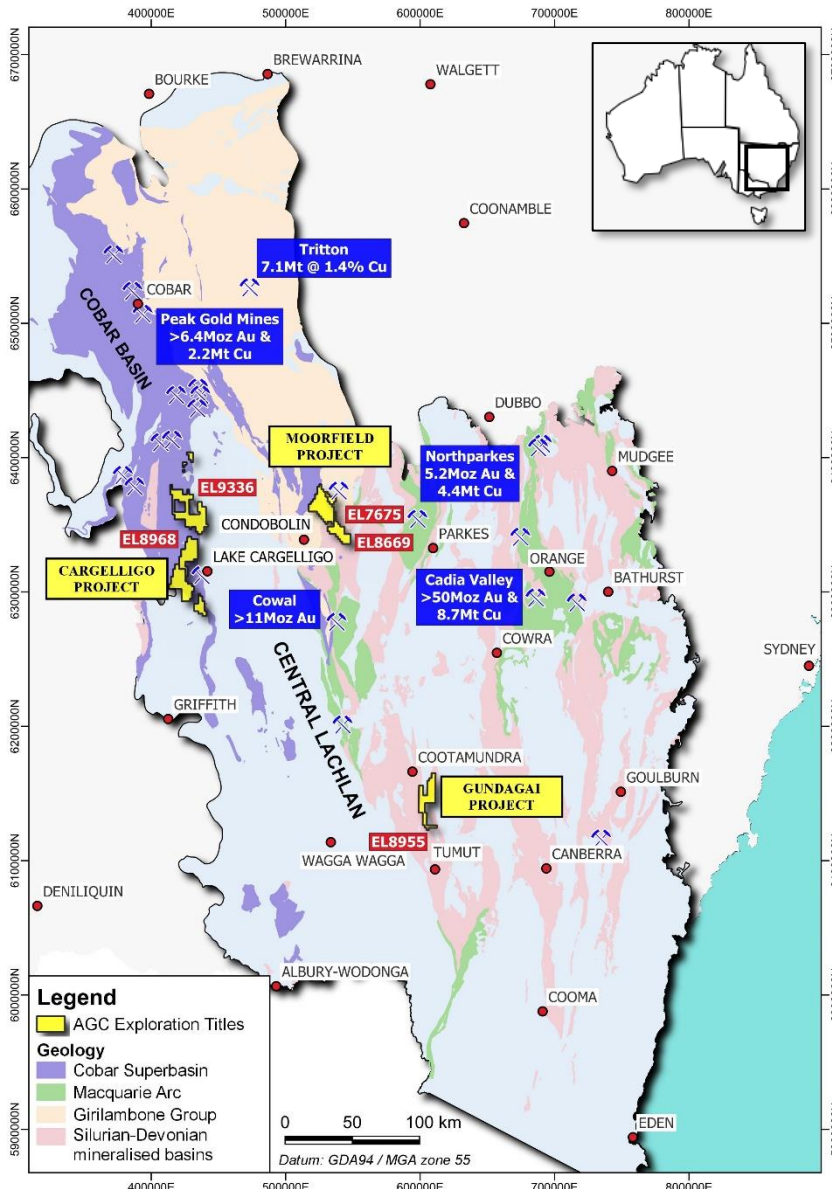 400000E
500000E
600000E
700000E
800000E
6700000N
6600000N
6500000N
6400000N
6300000N
6200000N
6100000N
6000000N
5900000N
BREWARRINA
BOURKE
WALGETT
COONAMBLE
Tritton
7.1Mt @ 1.4% Cu
COBAR
Peak Gold Mines
>6.4Moz Au &
2.2Mt Cu
COBAR BASIN
DUBBO
MOORFIELD
PROJECT
Northparkes
5.2Moz Au &
4.4Mt Cu
MUDGEE
EL9336
EL7675
CONDOBOLIN
EL8968
EL8669
PARKES
LAKE CARGELLIGO
ORANGE
CARGELLIGO
PROJECT
BATHURST
Cadia Valley
>50Moz Au &
8.7Mt Cu
Cowal
>11Moz Au
COWRA
SYDNEY
CENTRAL LACHLAN
GRIFFITH
COOTAMUNDRA
GUNDAGAI
PROJECT
GOULBURN
EL8955
WAGGA WAGGA
TUMUT
CANBERRA
DENILIQUIN
ALBURY-WODONGA
COOMA
EDEN
Legend
AGC Exploration Titles
Geology
Cobar Superbasin
Macquarie Arc
Girilambone Group
Silurian-Devonian
mineralised basins
0 50 100 km
Datum: GDA94 / MGA zone 55
400000E
500000E
600000E
700000E
800000E